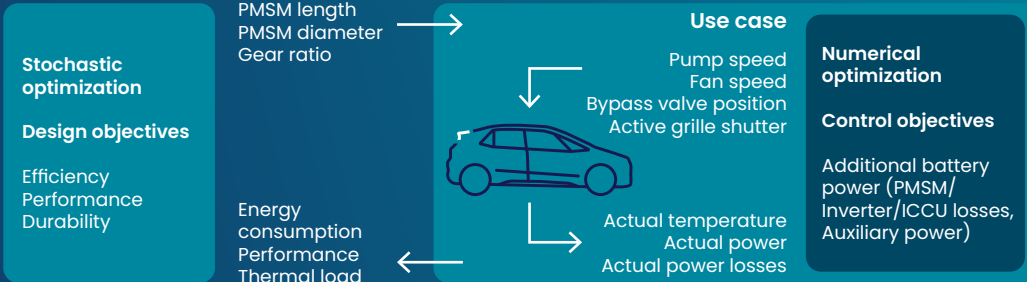 Stochastic
optimization
Design objectives
Efficiency
Performance
Durability
PMSM length
PMSM diameter
Gear ratio
Energy
consumption
Performance
Thermal load
Use case
Pump speed
Fan speed
Bypass valve position
Active grille shutter
Actual temperature
Actual power
Actual power losses
Numerical
optimization
Control objectives
Additional battery
power (PMSM/
Inverter/ICCU losses,
Auxiliary power)